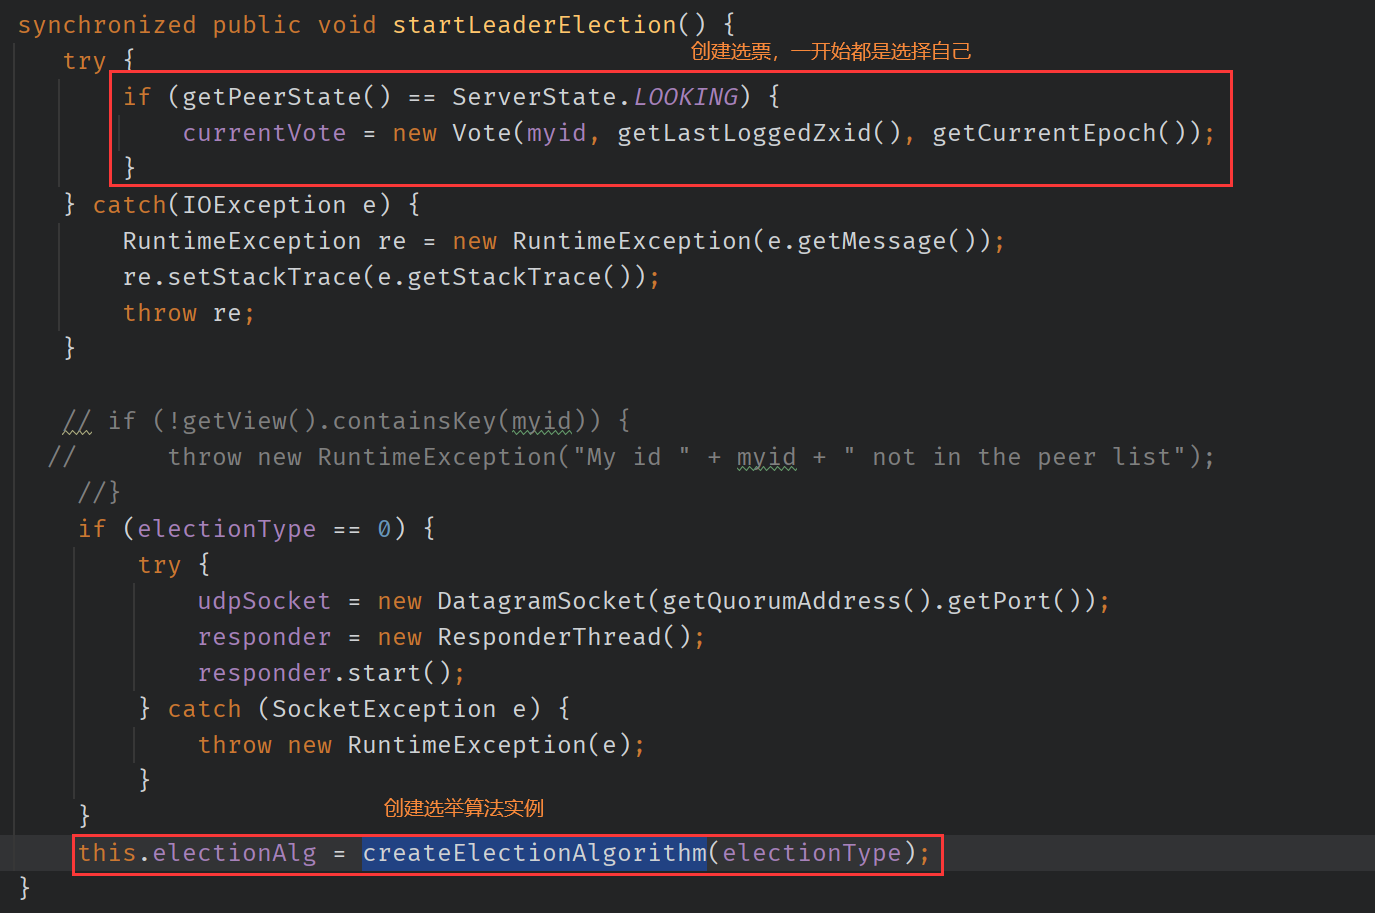 synchronized public void startLeaderElection() {
创建选票，一开始都是选择自己
try {
if (getPeerState() == ServerState.LOOKING) {
currentVote = new Vote(myid, getLastLoggedZxid(), getCurrentEpoch());
}
} catch(IOException e) {
RuntimeException re = new RuntimeException(e.getMessage());
re.setStackTrace(e.getStackTrace());
throw re;
}
// if (!getView().containsKey(myid)) {
//      throw new RuntimeException("My id " + myid + " not in the peer list");
//}
if (electionType == 0) {
try {
udpSocket = new DatagramSocket(getQuorumAddress().getPort());
responder = new ResponderThread();
responder.start();
} catch (SocketException e) {
throw new RuntimeException(e);
}
}
创建选举算法实例
this.electionAlg = createElectionAlgorithm(electionType);
}